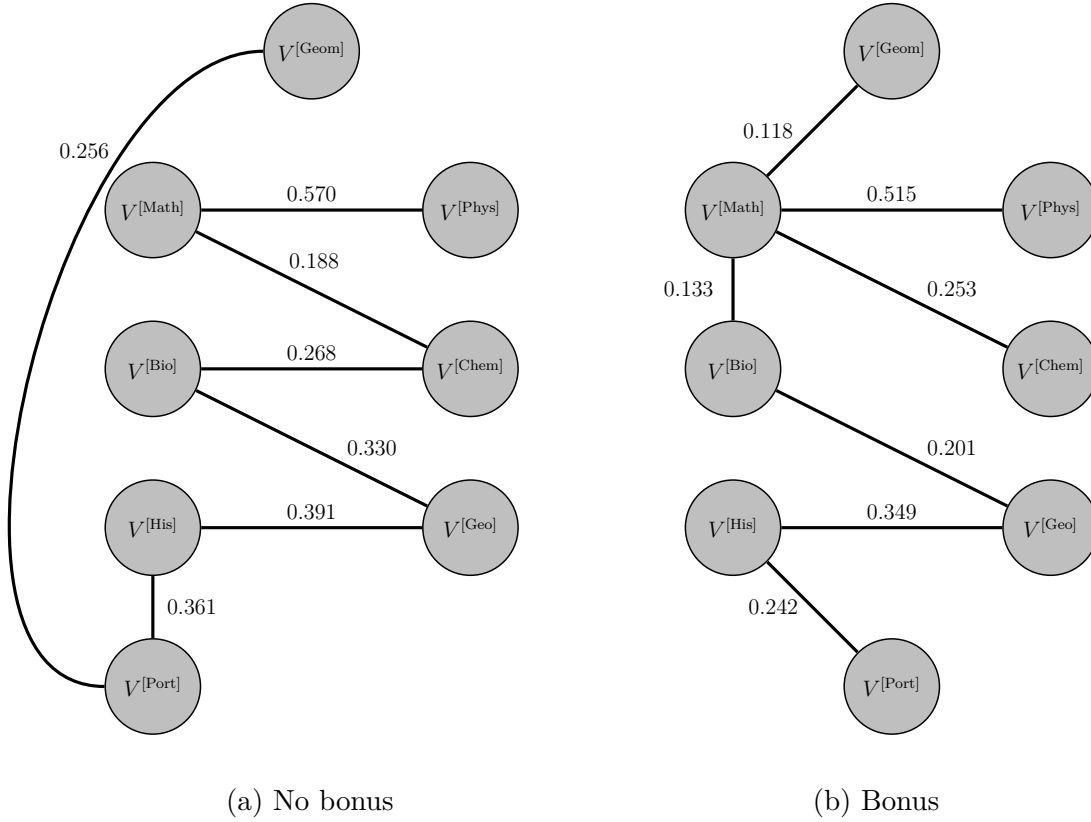 V[Geom]
0.256
V[Math]
0.570
V[Phys]
0.188
V[Bio]
0.268
V[Chem]
0.330
V[His]
0.391
V[Geo]
0.361
V[Port]
(a) No bonus
V[Geom]
0.118
V[Math]
0.515
V[Phys]
0.133
0.253
V[Bio]
V[Chem]
0.201
V[His]
0.349
V[Geo]
0.242
V[Port]
(b) Bonus